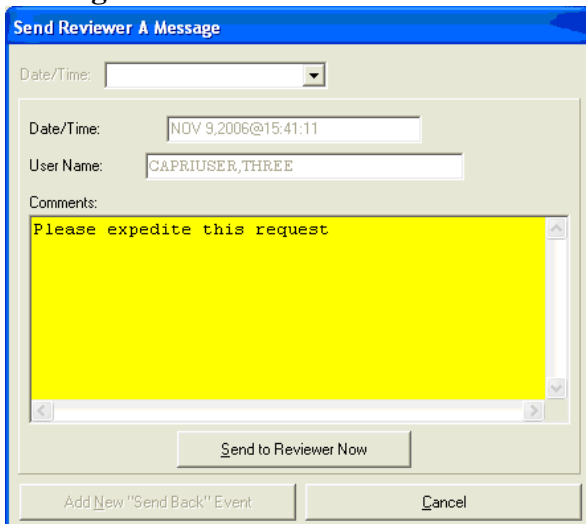 Send Reviewer A Message
Date/Time:
Date/Time: NOV 9,2006@15:41:11
User Name: CAPRIUSER,THREE
Comments:
Please expedite this request
Send to Reviewer Now
Add New "Send Back" Event Cancel